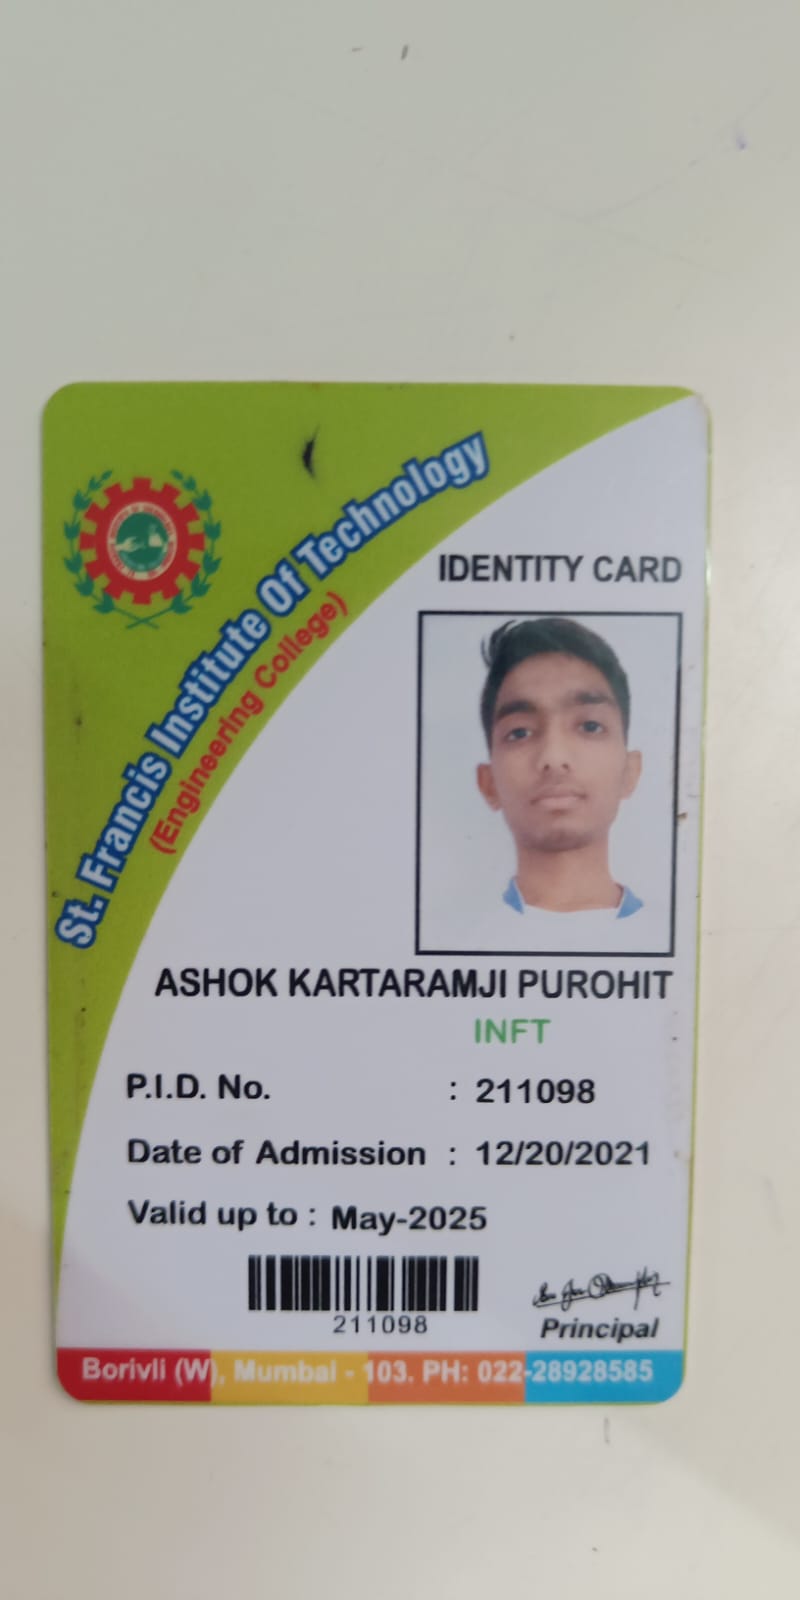 St. Francis Institute Of Technology
(Engineering College)
IDENTITY CARD
ASHOK KARTARAMJI PUROHIT
INFT
P.I.D. No. : 211098
Date of Admission : 12/20/2021
Valid up to : May-2025
211098
Principal
Borivli (W), Mumbai - 103. PH: 022-28928585